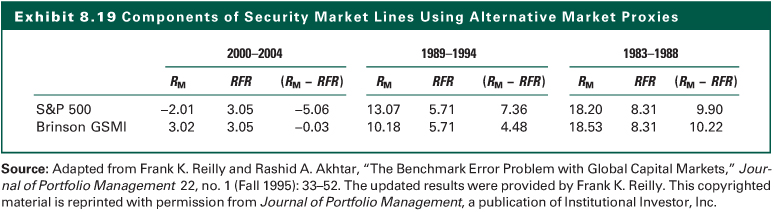 Exhibit 8.19 Components of Security Market Lines Using Alternative Market Proxies
2000–2004 1989–1994 1983–1988
RM RFR (RM − RFR) RM RFR (RM − RFR) RM RFR (RM − RFR)
S&P 500 −2.01 3.05 −5.06 13.07 5.71 7.36 18.20 8.31 9.90
Brinson GSMI 3.02 3.05 −0.03 10.18 5.71 4.48 18.53 8.31 10.22
Source: Adapted from Frank K. Reilly and Rashid A. Akhtar, “The Benchmark Error Problem with Global Capital Markets,” Jour-
nal of Portfolio Management 22, no. 1 (Fall 1995): 33–52. The updated results were provided by Frank K. Reilly. This copyrighted
material is reprinted with permission from Journal of Portfolio Management, a publication of Institutional Investor, Inc.